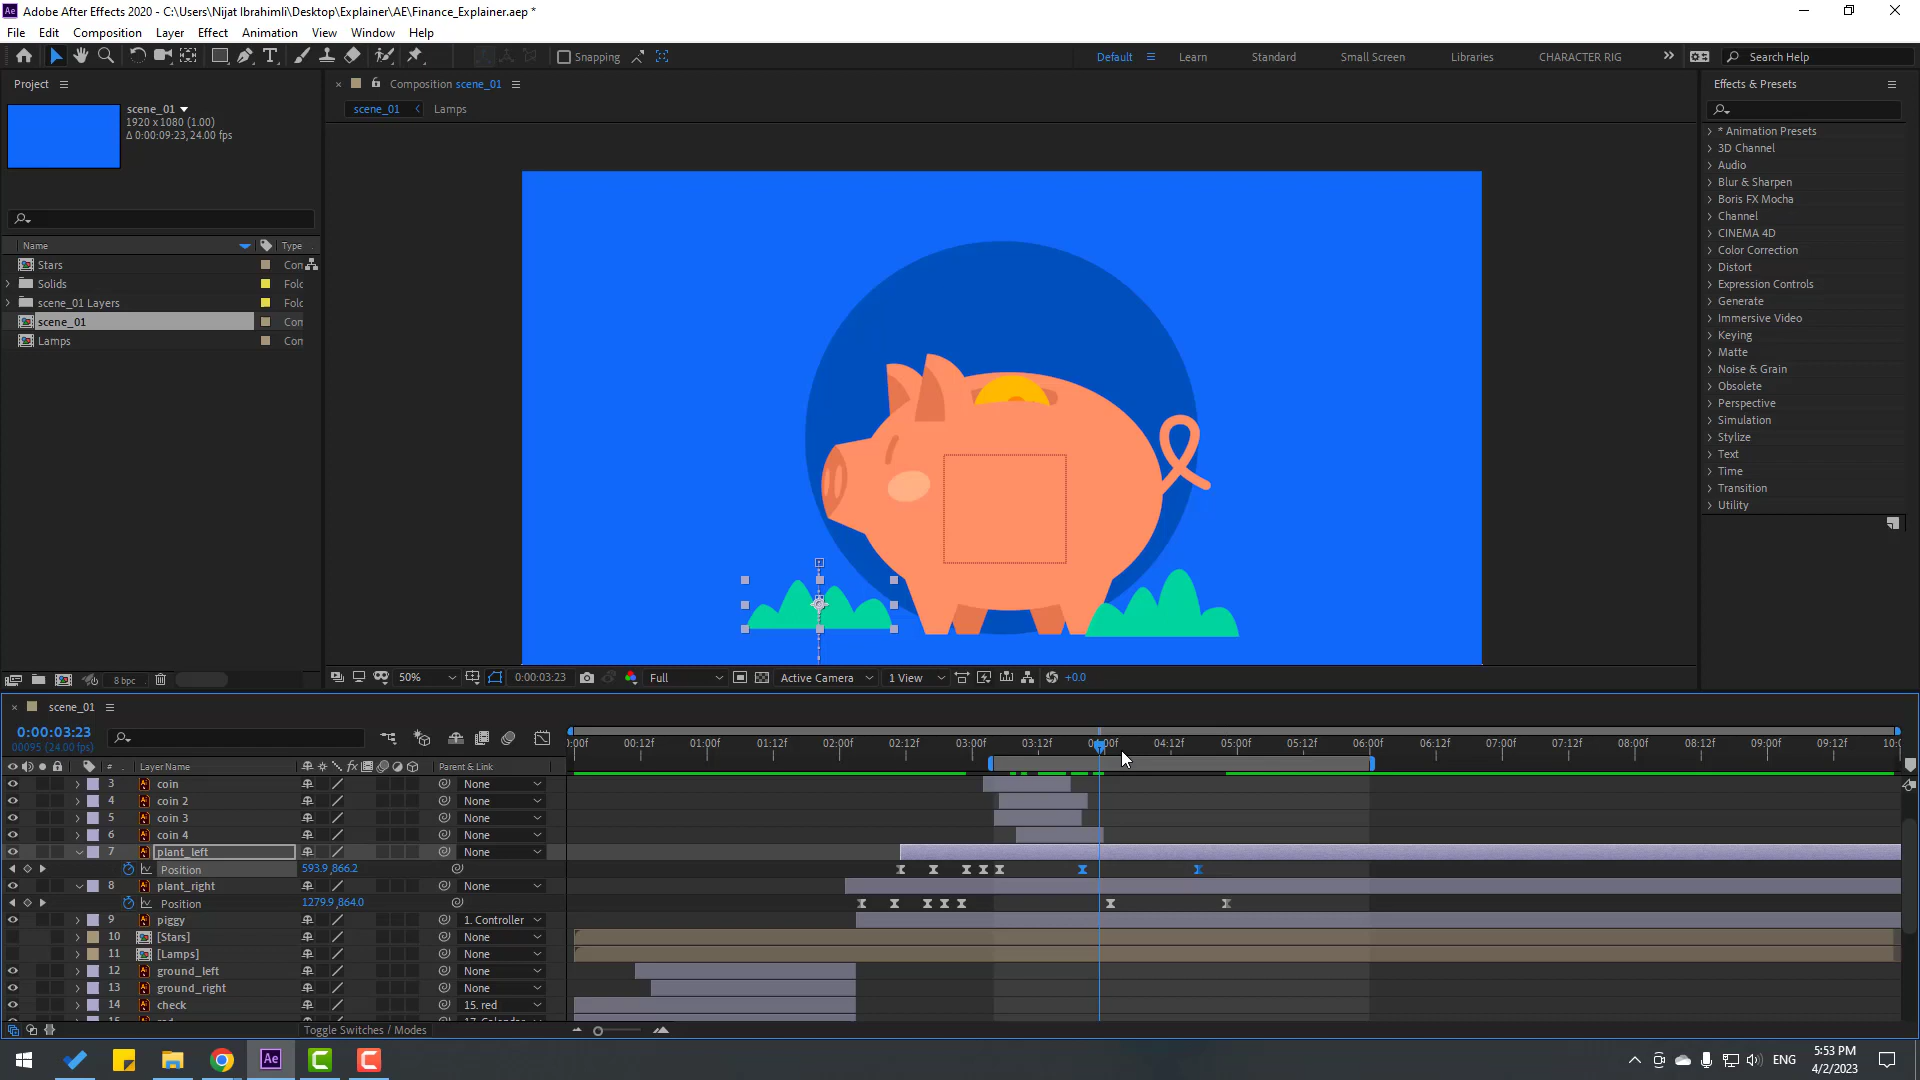 Adobe After Effects 2020 - C:\Users\Nijat Ibrahimli\Desktop\Explainer\AE\Finance_Explainer.aep *
File Edit Composition Layer Effect Animation View Window Help
Snapping Default Learn Standard Small Screen Libraries CHARACTER RIG Search Help
Project
scene_01
1920 x 1080 (1.00)
Δ 0:00:09:23, 24.00 fps
Name Type
Stars Con
Solids Fold
scene_01 Layers Fold
scene_01 Con
Lamps Con
8 bpc
Composition scene_01
scene_01 Lamps
50% 0:00:03:23 Full Active Camera 1 View +0.0
Effects & Presets
* Animation Presets
3D Channel
Audio
Blur & Sharpen
Boris FX Mocha
Channel
CINEMA 4D
Color Correction
Distort
Expression Controls
Generate
Immersive Video
Keying
Matte
Noise & Grain
Obsolete
Perspective
Simulation
Stylize
Text
Time
Transition
Utility
scene_01
0:00:03:23
00095 (24.00 fps)
:00f 00:12f 01:00f 01:12f 02:00f 02:12f 03:00f 03:12f 04:00f 04:12f 05:00f 05:12f 06:00f 06:12f 07:00f 07:12f 08:00f 08:12f 09:00f 09:12f 10:0
# Layer Name fx Parent & Link
3 coin None
4 coin 2 None
5 coin 3 None
6 coin 4 None
7 plant_left None
Position 593.9,866.2
8 plant_right None
Position 1279.9,864.0
9 piggy 1. Controller
10 [Stars] None
11 [Lamps] None
12 ground_left None
13 ground_right None
14 check 15. red
15 red 17. Calendar
Toggle Switches / Modes
ENG
5:53 PM
4/2/2023